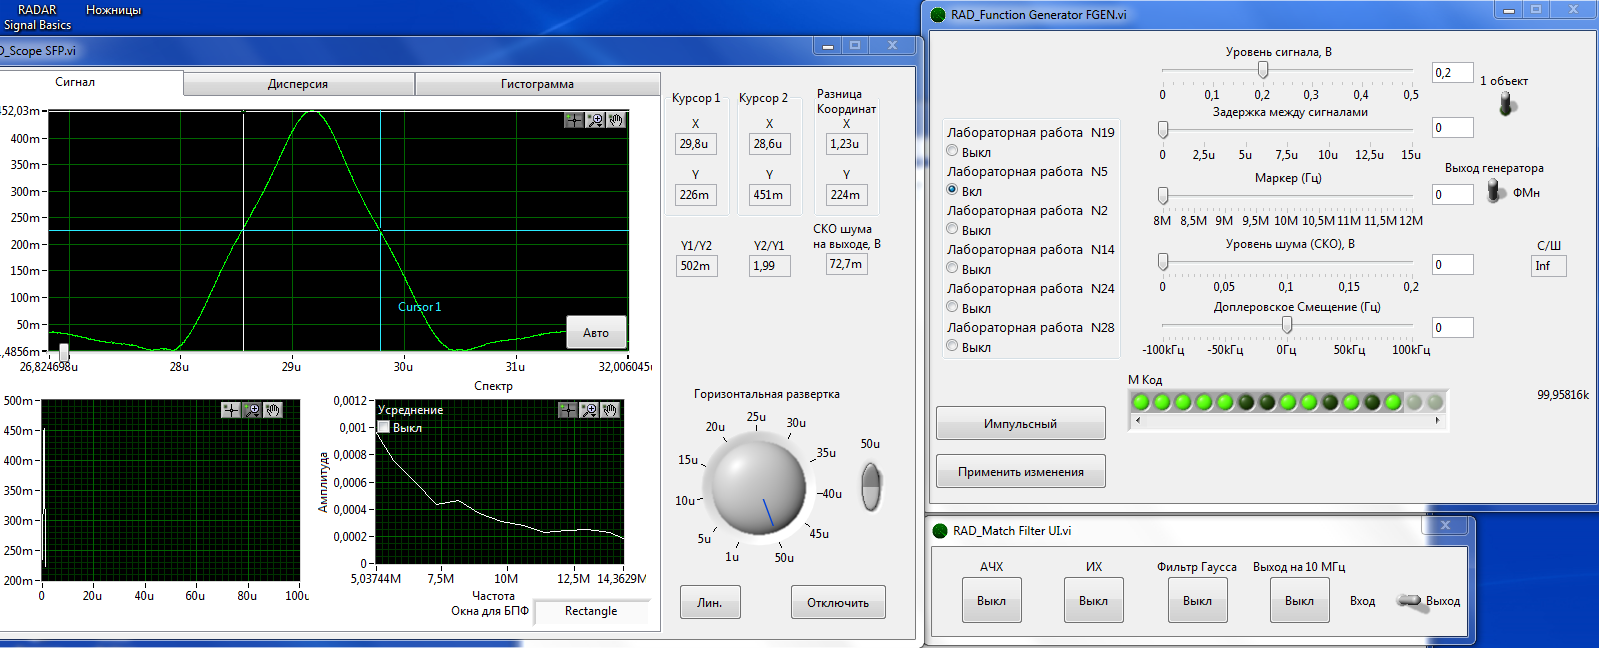 RADAR
Signal Basics
Ножницы
D_Scope SFP.vi
Сигнал
Дисперсия
Гистограмма
452,03m
400m
350m
300m
250m
200m
150m
100m
50m
,4856m
26,824698u
28u
29u
30u
31u
32,006045u
Cursor 1
Авто
Курсор 1
Курсор 2
Разница
Координат
X
X
X
29,8u
28,6u
1,23u
Y
Y
Y
226m
451m
224m
Y1/Y2
Y2/Y1
СКО шума
на выходе, В
502m
1,99
72,7m
Спектр
500m
450m
400m
350m
300m
250m
200m
0
20u
40u
60u
80u
100u
Усреднение
Выкл
Амплитуда
0,0012
0,001
0,0008
0,0006
0,0004
0,0002
0
5,03744M
7,5M
10M
12,5M
14,3629M
Частота
Окна для БПФ
Rectangle
Горизонтальная развертка
1u
5u
10u
15u
20u
25u
30u
35u
40u
45u
50u
50u
Лин.
Отключить
RAD_Function Generator FGEN.vi
Лабораторная работа N19
Выкл
Лабораторная работа N5
Вкл
Лабораторная работа N2
Выкл
Лабораторная работа N14
Выкл
Лабораторная работа N24
Выкл
Лабораторная работа N28
Выкл
Импульсный
Применить изменения
Уровень сигнала, В
0 0,1 0,2 0,3 0,4 0,5
0,2
1 объект
Задержка между сигналами
0 2,5u 5u 7,5u 10u 12,5u 15u
0
Маркер (Гц)
8M 8,5M 9M 9,5M 10M 10,5M 11M 11,5M 12M
0
Выход генератора
ФМн
Уровень шума (СКО), В
0 0,05 0,1 0,15 0,2
0
С/Ш
Inf
Доплеровское Смещение (Гц)
-100kГц -50kГц 0Гц 50kГц 100kГц
0
М Код
99,95816k
RAD_Match Filter UI.vi
АЧХ
ИХ
Фильтр Гаусса
Выход на 10 МГц
Выкл
Выкл
Выкл
Выкл
Вход
Выход